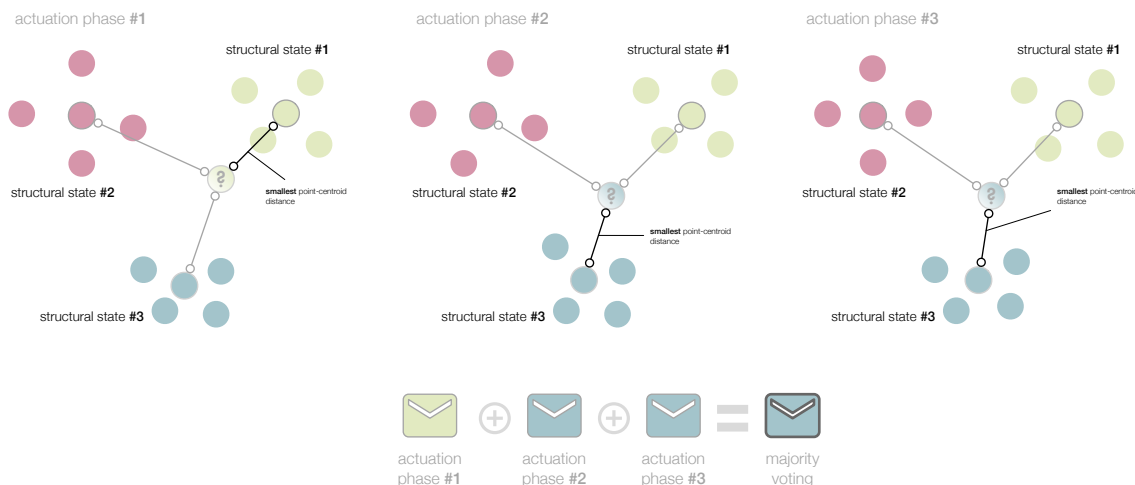 actuation phase #1
structural state #1
structural state #2
?
smallest point-centroid
distance
structural state #3
actuation phase #2
structural state #1
structural state #2
?
smallest point-centroid
distance
structural state #3
actuation phase #3
structural state #1
structural state #2
?
smallest point-centroid
distance
structural state #3
+
+
=
actuation
phase #1
actuation
phase #2
actuation
phase #3
majority
voting